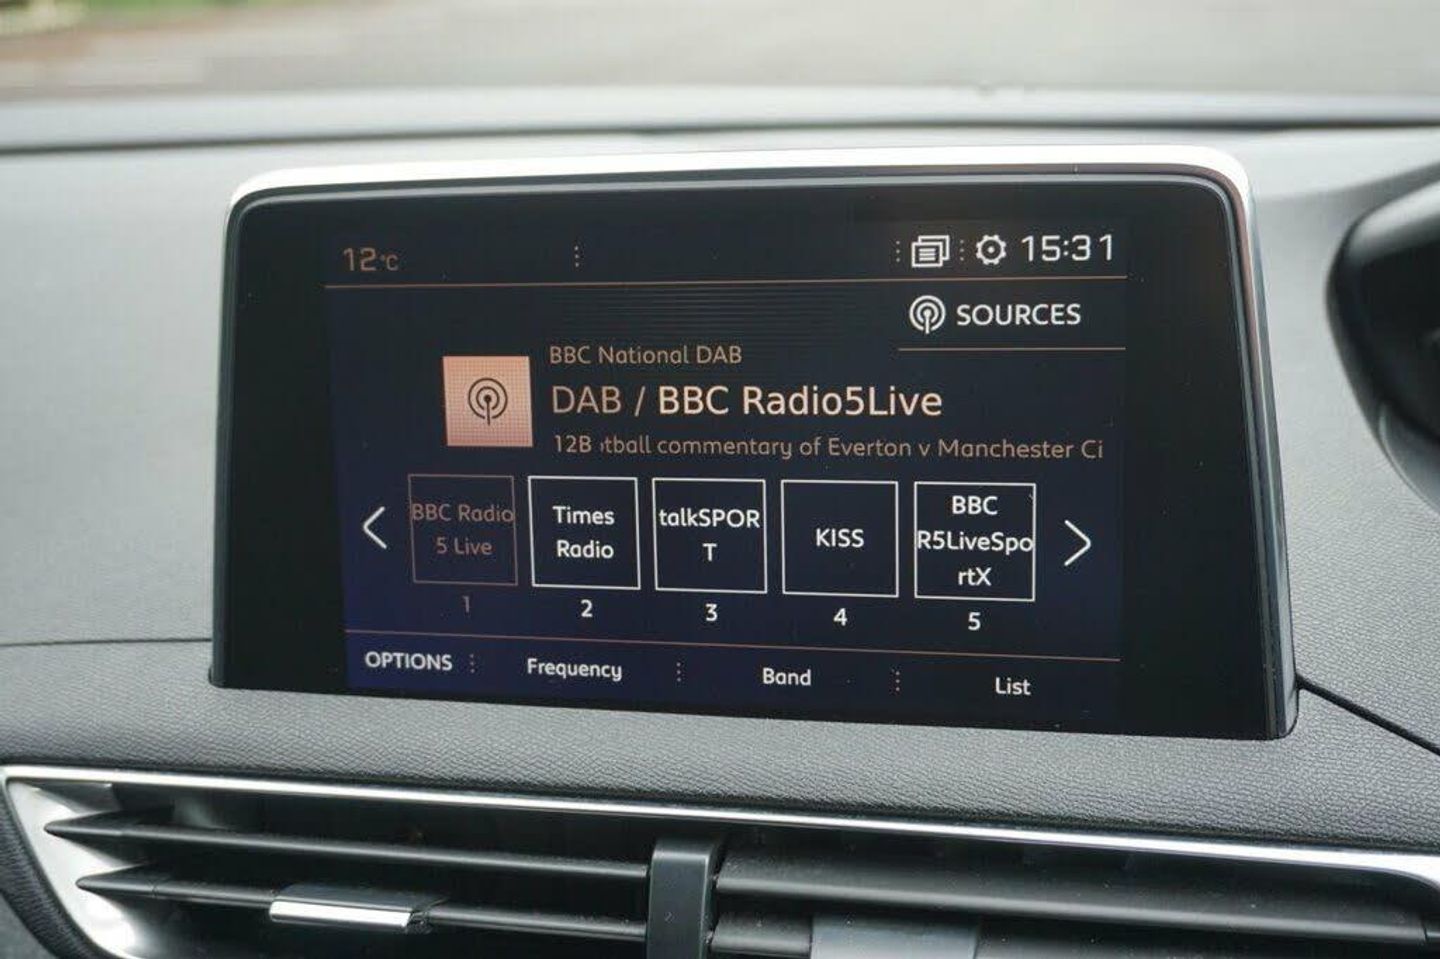 12°C
15:31
SOURCES
BBC National DAB
DAB / BBC Radio5Live
12B tball commentary of Everton v Manchester Ci
BBC Radio
5 Live
Times
Radio
talkSPOR
T
KISS
BBC
R5LiveSpo
rtX
1
2
3
4
5
OPTIONS
Frequency
Band
List